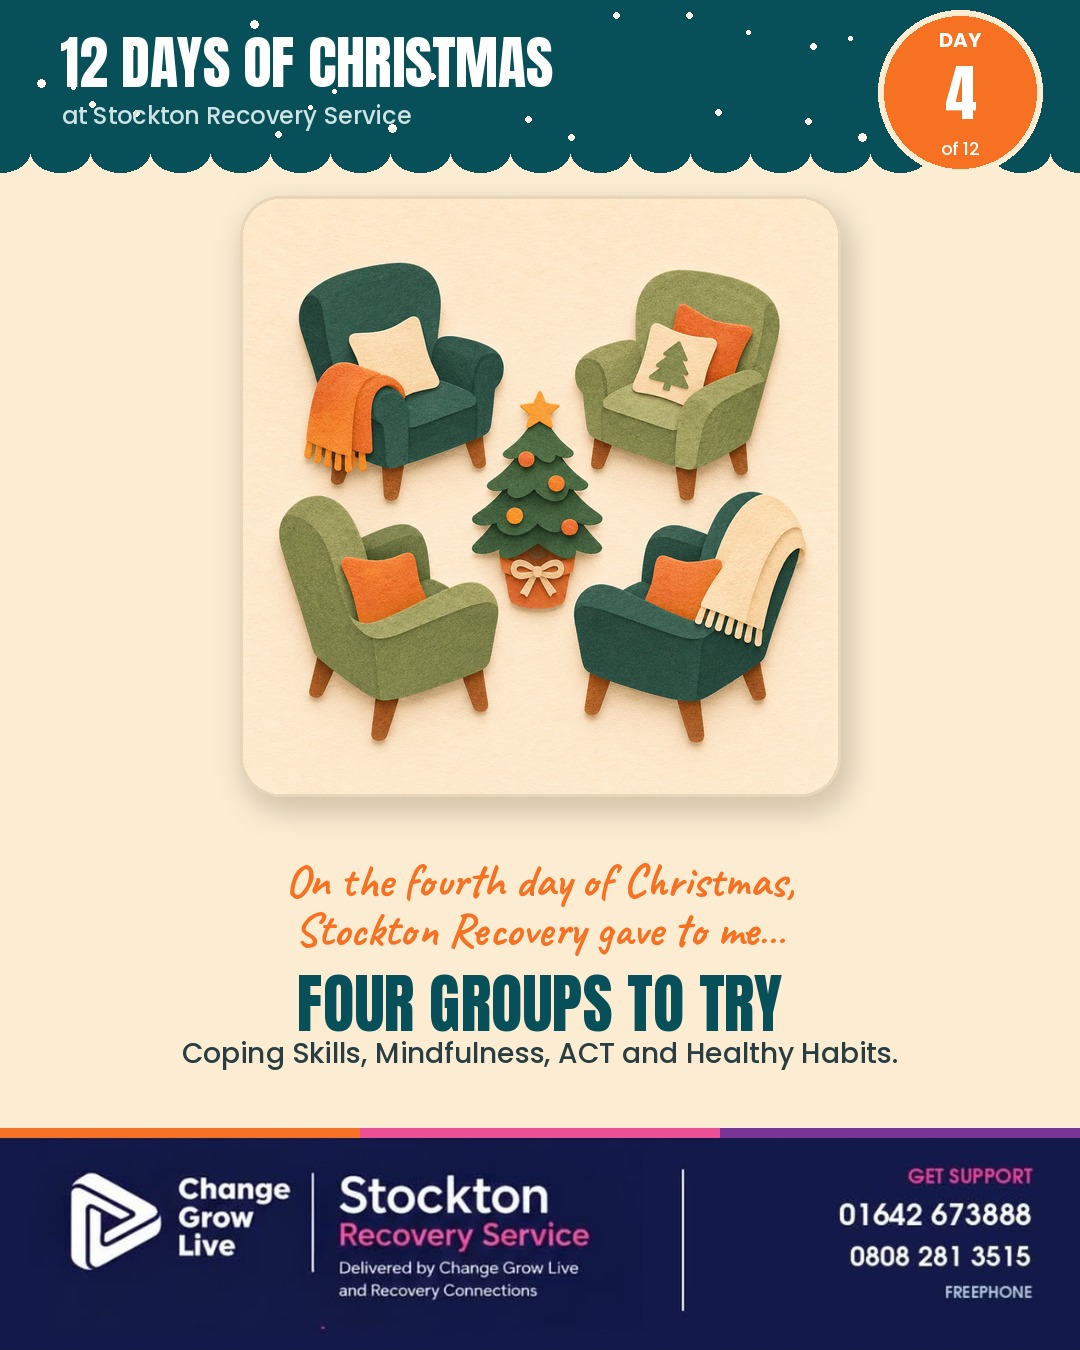 12 DAYS OF CHRISTMAS
at Stockton Recovery Service
DAY
4
of 12
On the fourth day of Christmas,
Stockton Recovery gave to me...
FOUR GROUPS TO TRY
Coping Skills, Mindfulness, ACT and Healthy Habits.
Change
Grow
Live
Stockton
Recovery Service
Delivered by Change Grow Live
and Recovery Connections
GET SUPPORT
01642 673888
0808 281 3515
FREEPHONE